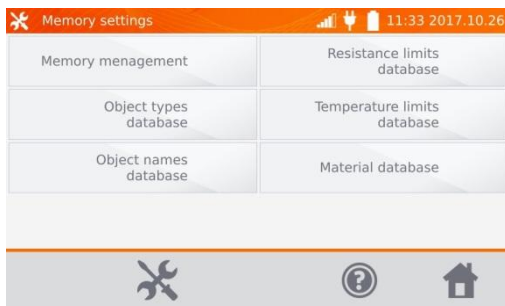 Memory settings
11:33 2017.10.26
Memory menagement
Resistance limits
database
Object types
database
Temperature limits
database
Object names
database
Material database
?